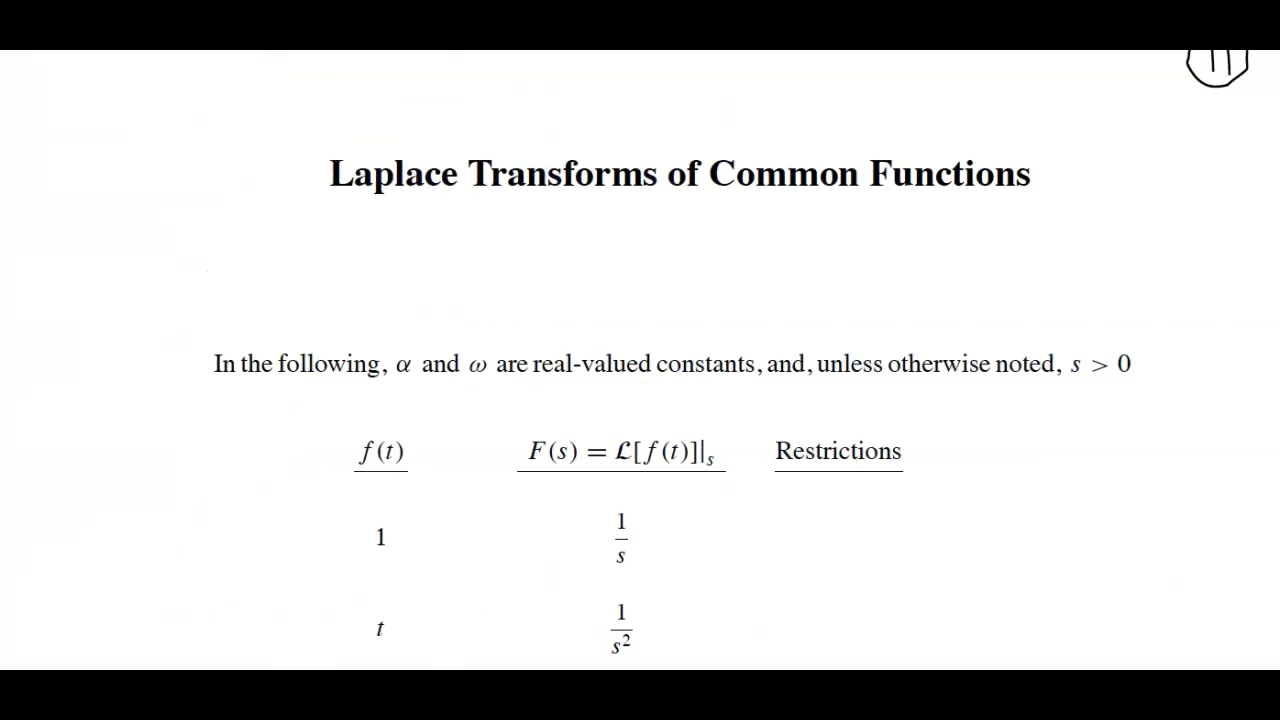 11
Laplace Transforms of Common Functions
In the following, α and ω are real-valued constants, and, unless otherwise noted, s > 0
f(t) F(s) = ℒ[f(t)]|ₛ Restrictions
1 1/s
t 1/s²